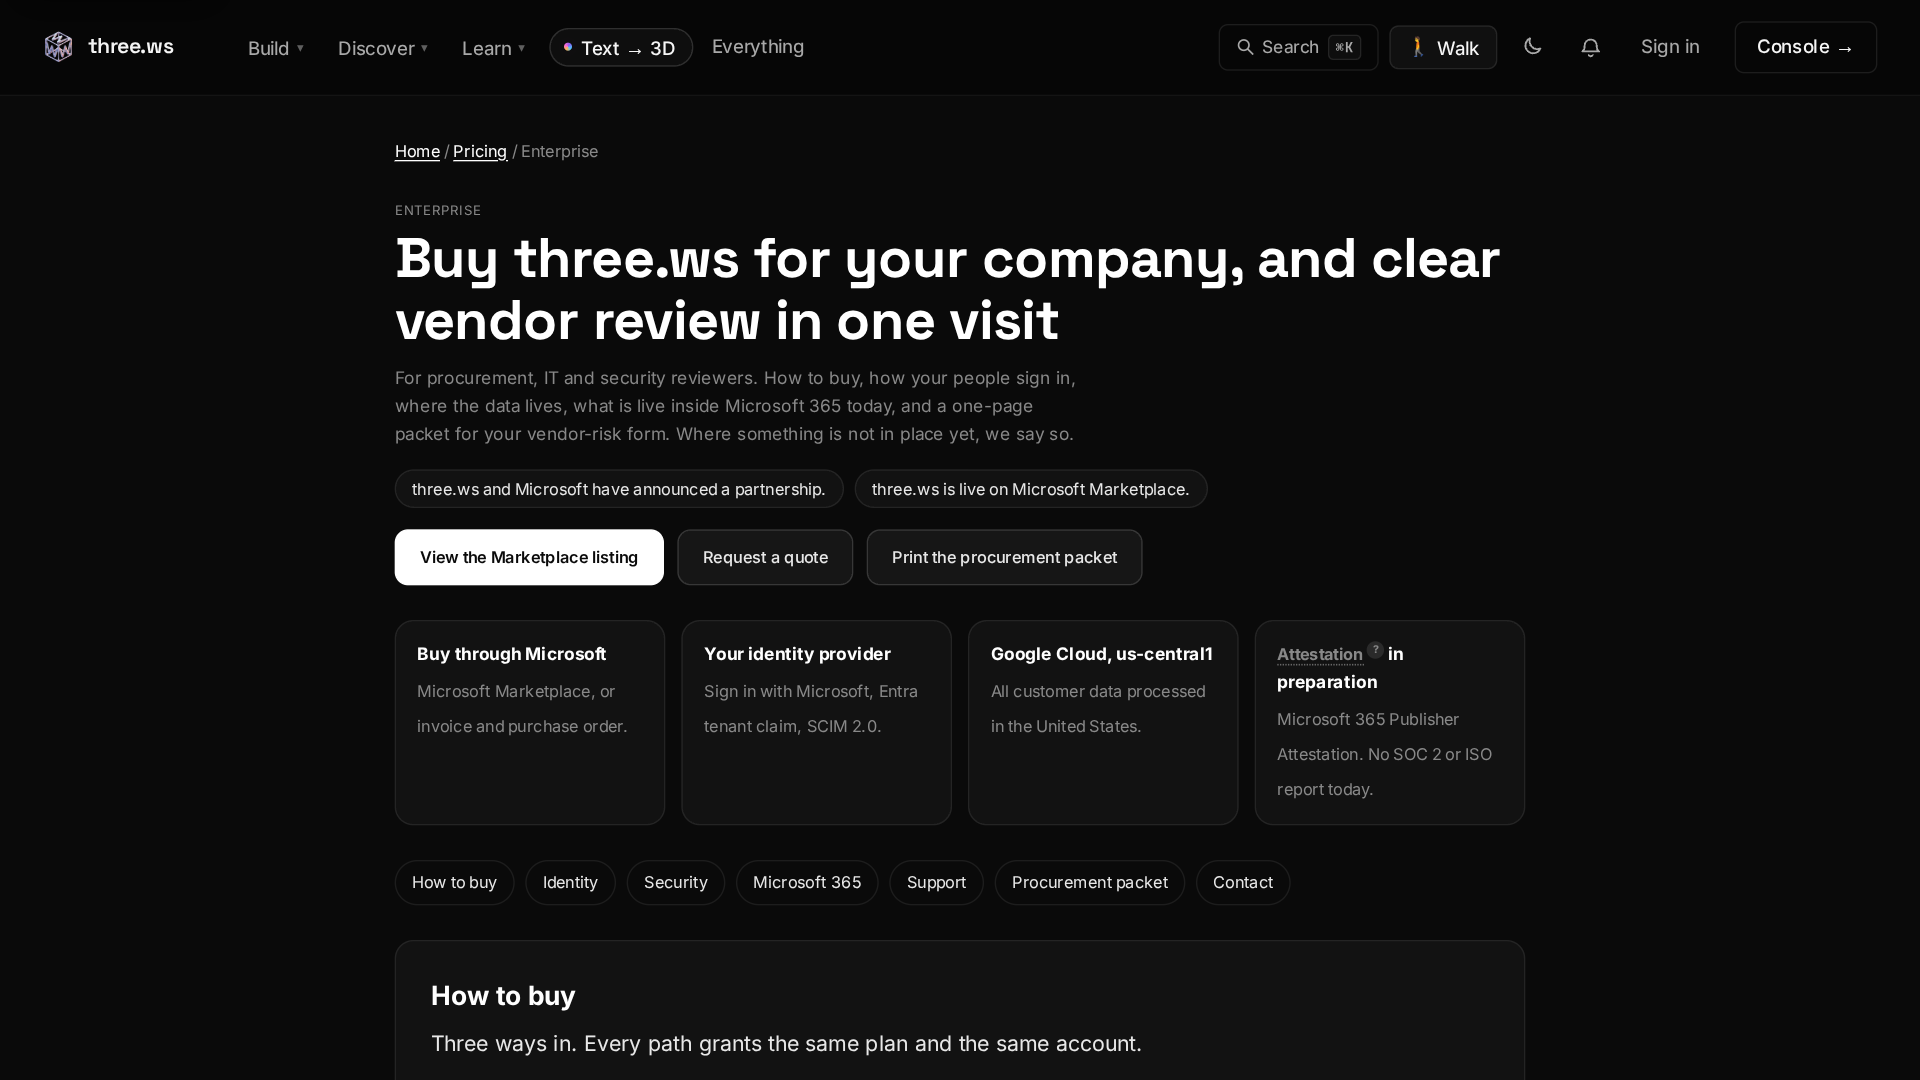 three.ws
Build ▾ Discover ▾ Learn ▾ Text → 3D Everything
Search ⌘K Walk Sign in Console →
Home / Pricing / Enterprise
ENTERPRISE
Buy three.ws for your company, and clear
vendor review in one visit
For procurement, IT and security reviewers. How to buy, how your people sign in,
where the data lives, what is live inside Microsoft 365 today, and a one-page
packet for your vendor-risk form. Where something is not in place yet, we say so.
three.ws and Microsoft have announced a partnership. three.ws is live on Microsoft Marketplace.
View the Marketplace listing Request a quote Print the procurement packet
Buy through Microsoft
Microsoft Marketplace, or
invoice and purchase order.
Your identity provider
Sign in with Microsoft, Entra
tenant claim, SCIM 2.0.
Google Cloud, us-central1
All customer data processed
in the United States.
Attestation ? in
preparation
Microsoft 365 Publisher
Attestation. No SOC 2 or ISO
report today.
How to buy Identity Security Microsoft 365 Support Procurement packet Contact
How to buy
Three ways in. Every path grants the same plan and the same account.